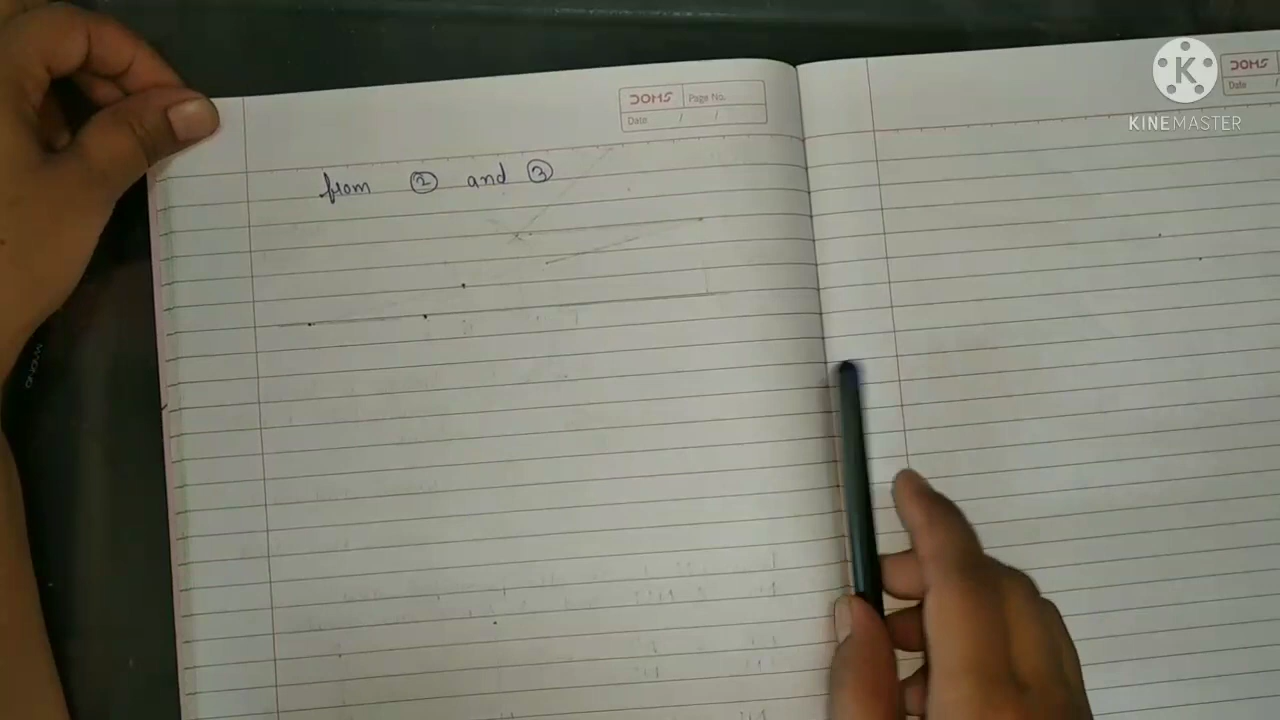 K
KINEMASTER
DOMS Page No.
Date / /
DOMS
Date /
from ② and ③